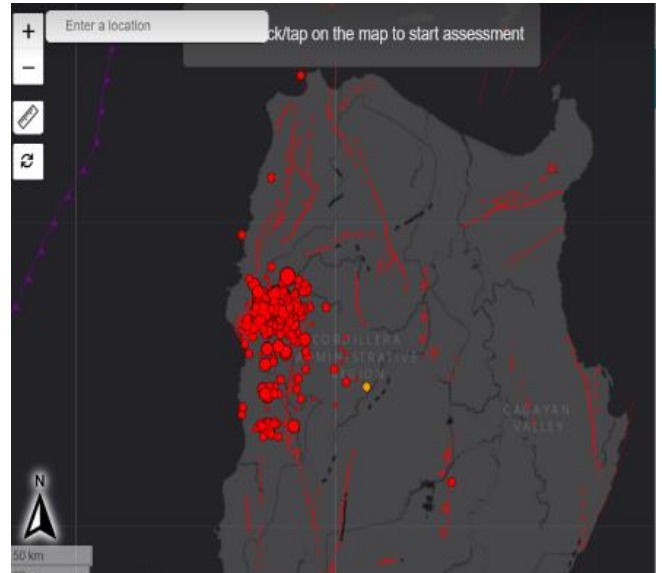 +
Enter a location
ck/tap on the map to start assessment
−
CORDILLERA
ADMINISTRATIVE
REGION
CAGAYAN
VALLEY
N
50 km